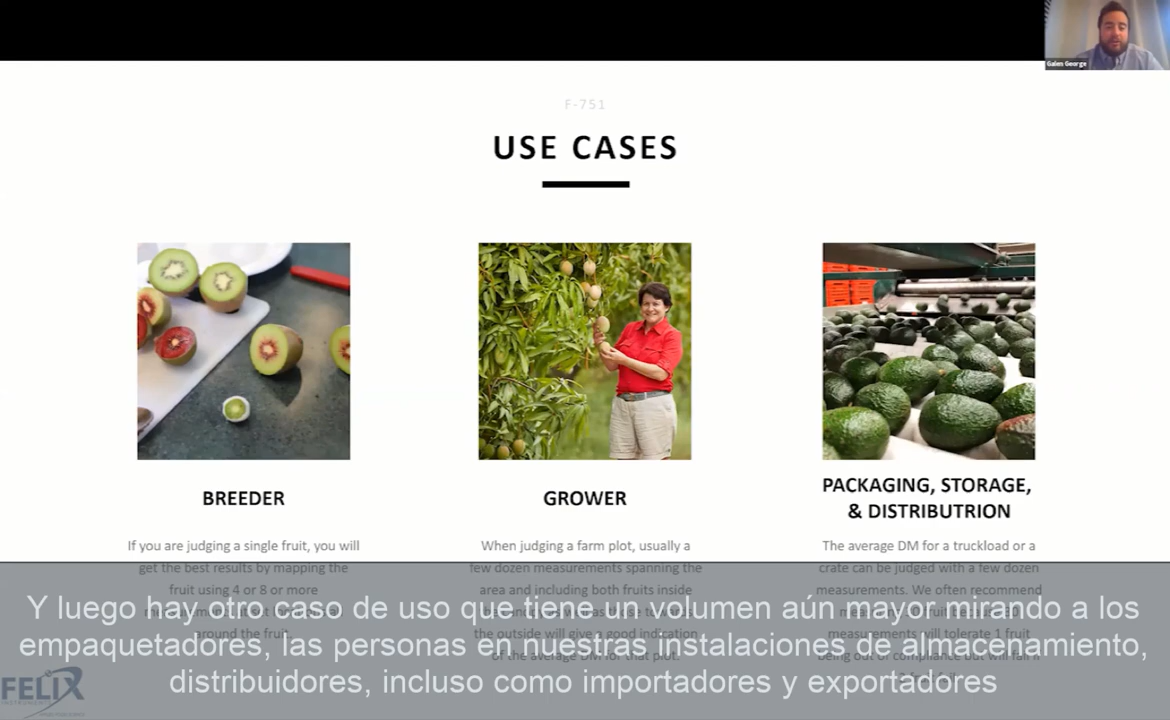 Galen George
F-751
USE CASES
BREEDER
If you are judging a single fruit, you will
get the best results by mapping the
fruit using 4 or 8 or more
around the fruit.
GROWER
When judging a farm plot, usually a
few dozen measurements spanning the
area and including both fruits inside
the outside will give a good indication
of the average DM for that plot.
PACKAGING, STORAGE,
& DISTRIBUTRION
The average DM for a truckload or a
crate can be judged with a few dozen
measurements. We often recommend
measurements will tolerate 1 fruit
being out of compliance but will fail if
Y luego hay otro caso de uso que tiene un volumen aún mayor mirando a los
empaquetadores, las personas en nuestras instalaciones de almacenamiento,
distribuidores, incluso como importadores y exportadores
FELIX
INSTRUMENTS